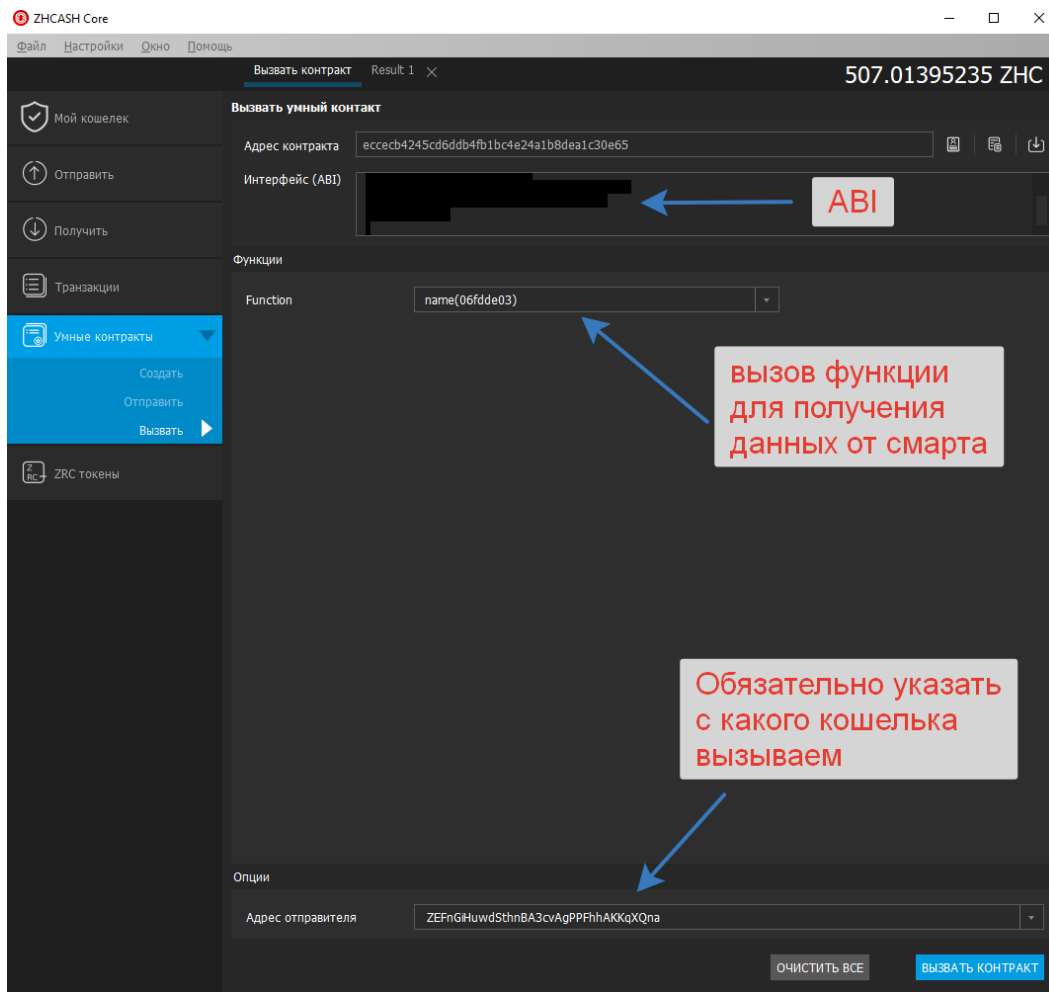 ZHCASH Core
Файл Настройки Окно Помощь
Вызвать контракт Result 1
507.01395235 ZHC
Мой кошелек
Отправить
Получить
Транзакции
Умные контракты
Создать
Отправить
Вызвать
Z
RC
ZRC токены
Вызвать умный контакт
Адрес контракта eccecb4245cd6ddb4fb1bc4e24a1b8dea1c30e65
Интерфейс (ABI)
ABI
Функции
Function name(06fdde03)
вызов функции
для получения
данных от смарта
Обязательно указать
с какого кошелька
вызываем
Опции
Адрес отправителя ZEFnGiHuwdSthnBA3cvAgPPFhhAKKqXQna
ОЧИСТИТЬ ВСЕ ВЫЗВАТЬ КОНТРАКТ